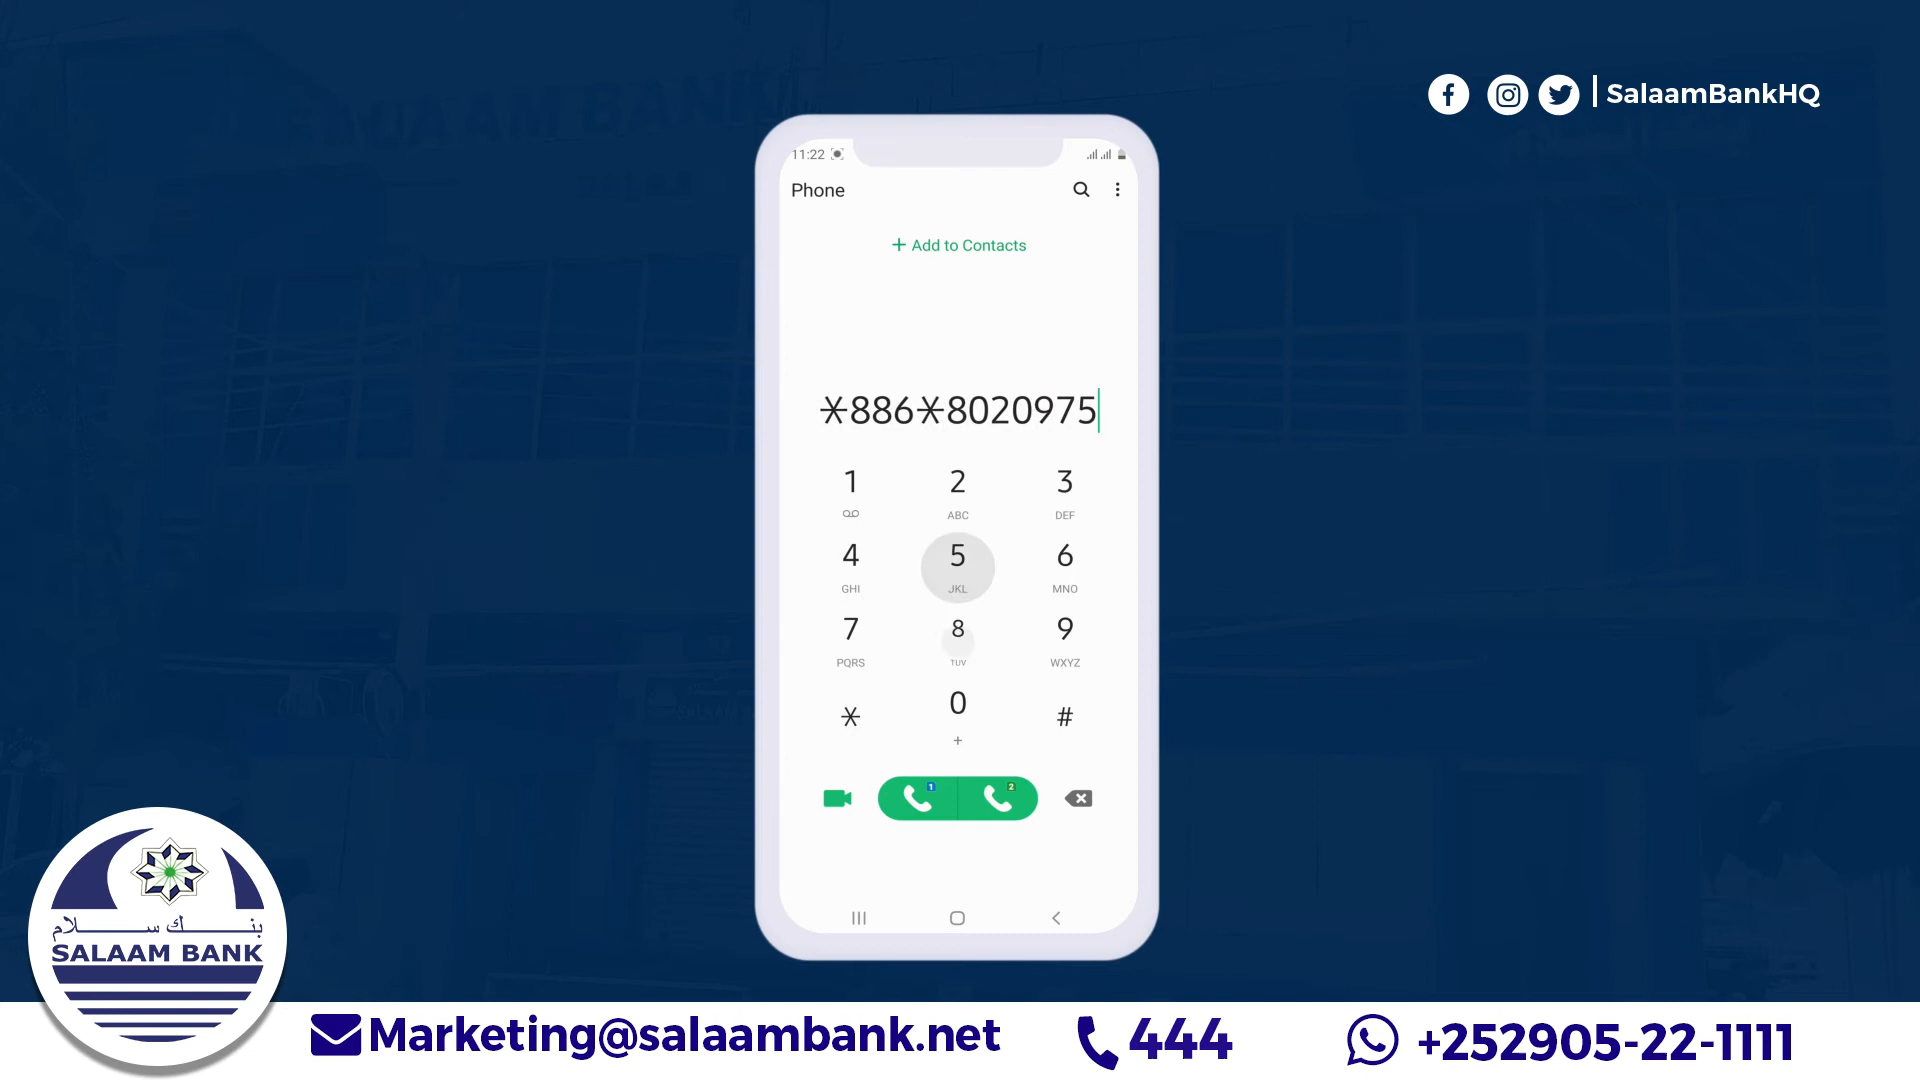 SalaamBankHQ
11:22
Phone
+ Add to Contacts
*886*8020975
1 2 3
ABC DEF
4 5 6
GHI JKL MNO
7 8 9
PQRS TUV WXYZ
* 0 #
+
1 2
بنك سلام
SALAAM BANK
Marketing@salaambank.net
444
+252905-22-1111